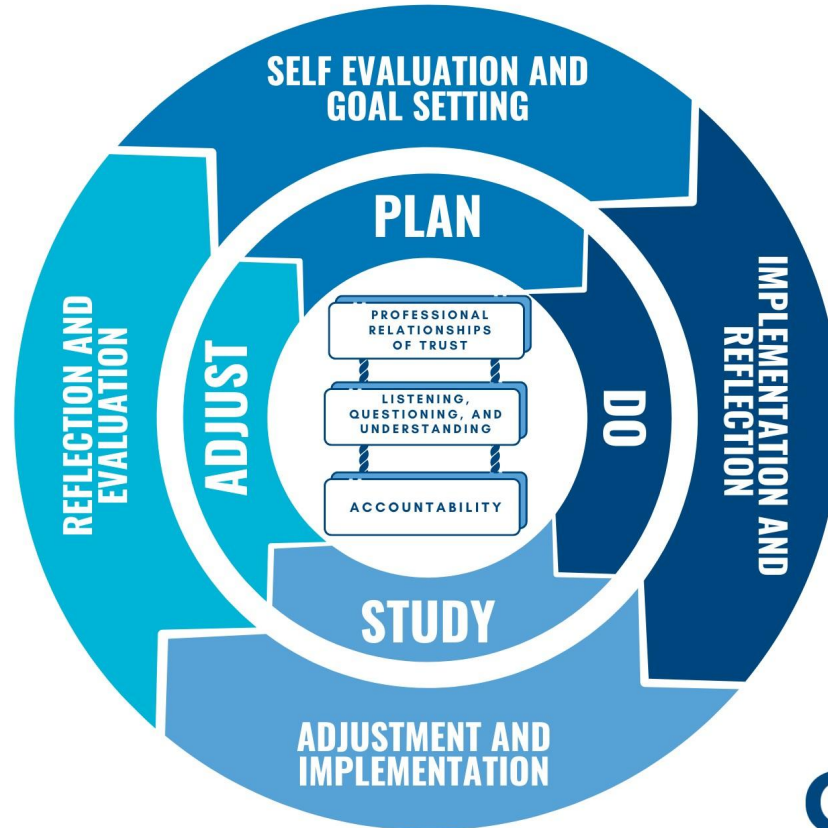 SELF EVALUATION AND
GOAL SETTING
PLAN
IMPLEMENTATION AND
REFLECTION
DO
STUDY
ADJUSTMENT AND
IMPLEMENTATION
ADJUST
REFLECTION AND
EVALUATION
PROFESSIONAL
RELATIONSHIPS
OF TRUST
LISTENING,
QUESTIONING, AND
UNDERSTANDING
ACCOUNTABILITY